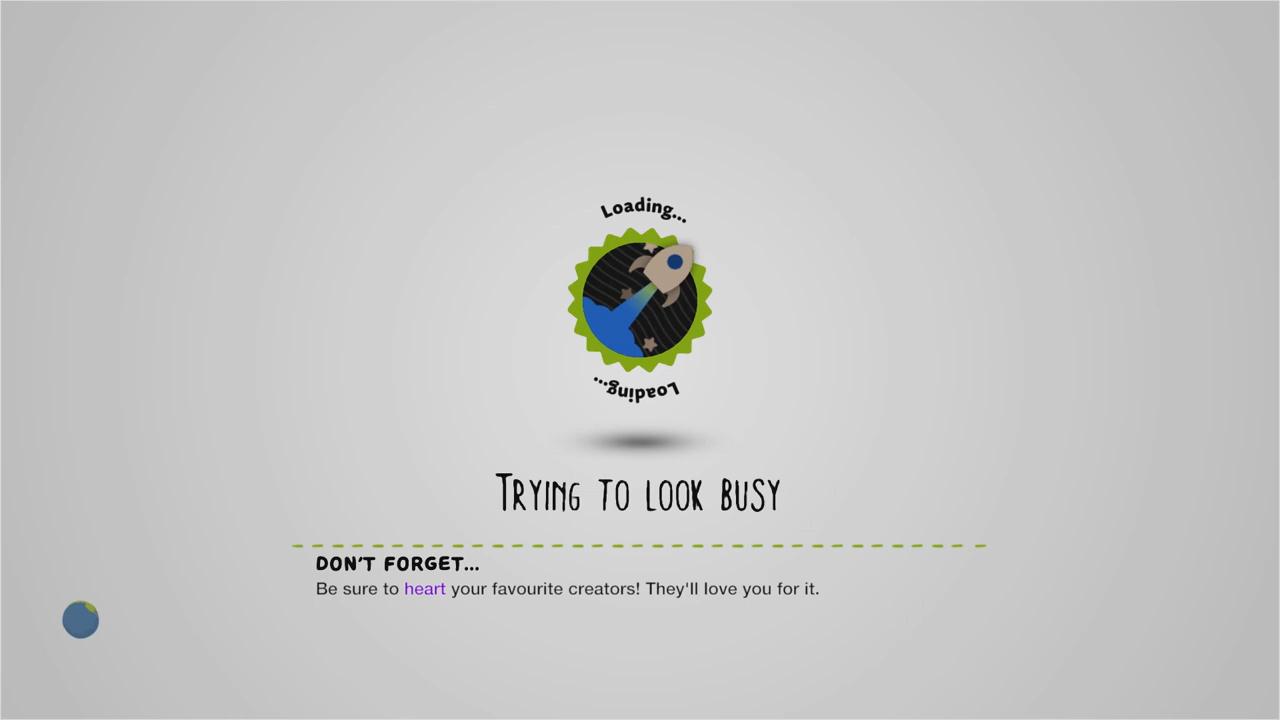 Loading...
Loading...
TRYING TO LOOK BUSY
DON'T FORGET...
Be sure to heart your favourite creators! They'll love you for it.